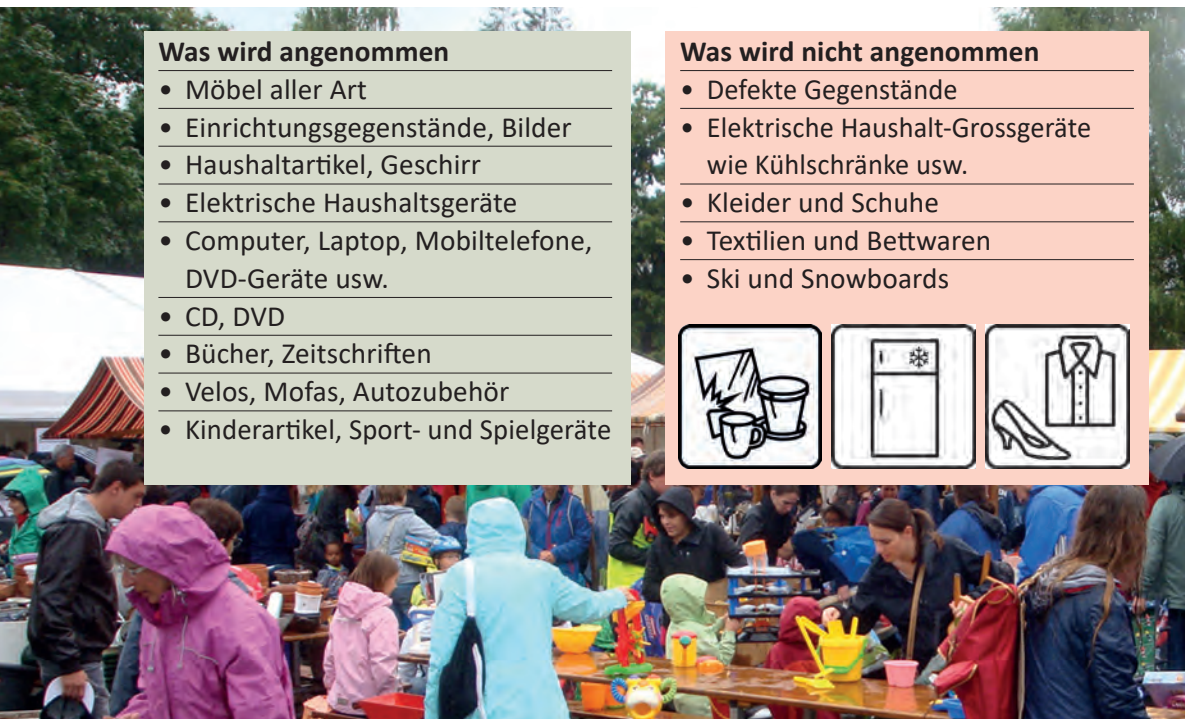 Was wird angenommen
• Möbel aller Art
• Einrichtungsgegenstände, Bilder
• Haushaltartikel, Geschirr
• Elektrische Haushaltsgeräte
• Computer, Laptop, Mobiltelefone,
DVD-Geräte usw.
• CD, DVD
• Bücher, Zeitschriften
• Velos, Mofas, Autozubehör
• Kinderartikel, Sport- und Spielgeräte
Was wird nicht angenommen
• Defekte Gegenstände
• Elektrische Haushalt-Grossgeräte
wie Kühlschränke usw.
• Kleider und Schuhe
• Textilien und Bettwaren
• Ski und Snowboards